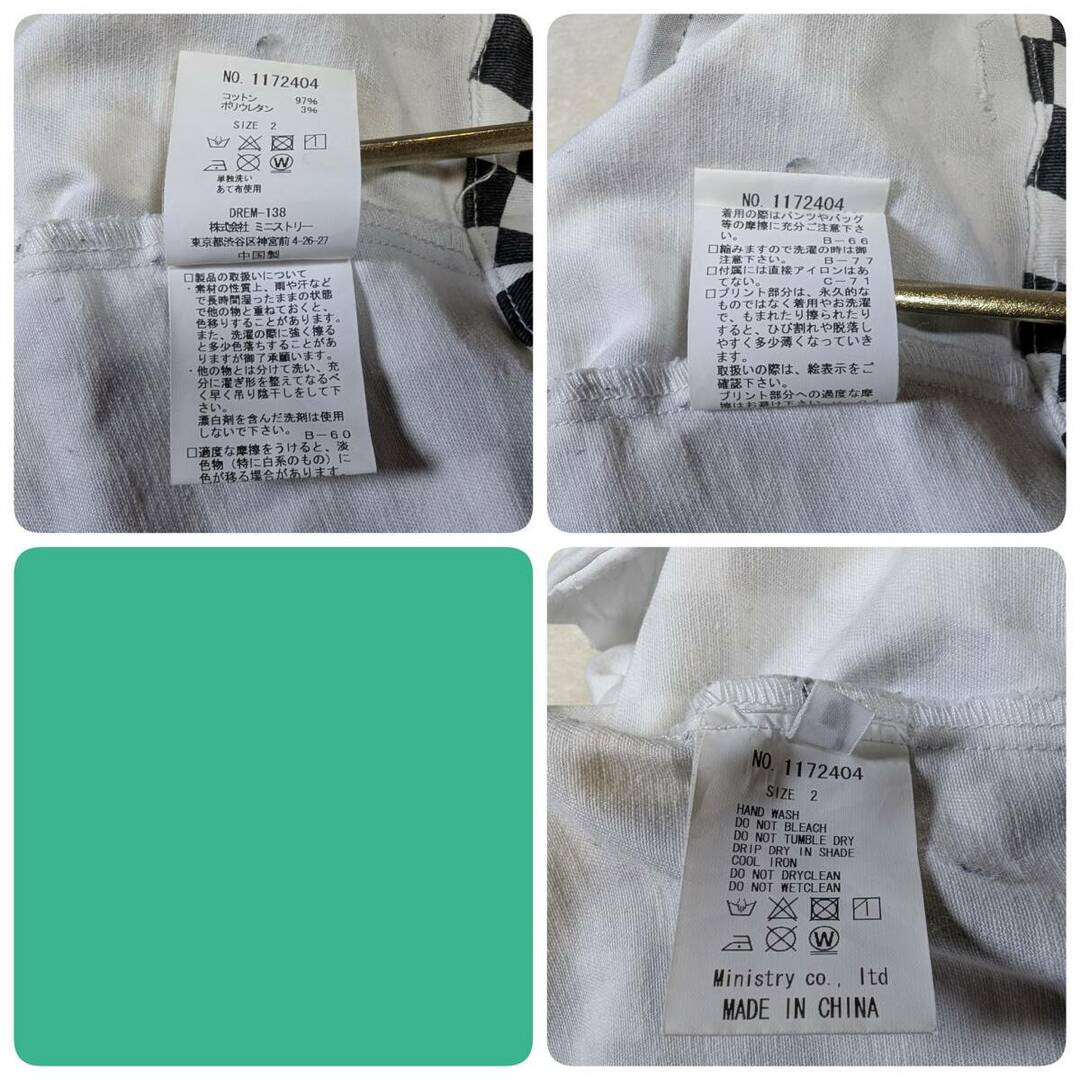 NO. 1172404
コットン 97%
ポリウレタン 3%
SIZE 2
単独洗い
あて布使用
DREM-138
株式会社 ミニストリー
東京都渋谷区神宮前4-26-27
中国製
□製品の取扱いについて
・素材の性質上、雨や汗など
で長時間湿ったままの状態
で他の物と重ねておくと、
色移りすることがあります。
また、洗濯の際に強く擦る
と多少色落ちすることがあ
りますが御了承願います。
・他の物とは分けて洗い、充
分に濯ぎ形を整えてなるべ
く早く吊り陰干しをして下
さい。
漂白剤を含んだ洗剤は使用
しないで下さい。
B-60
□過度な摩擦をうけると、淡
色物(特に白系のもの)に
色が移る場合があります。
NO. 1172404
着用の際はパンツやバッグ
等の摩擦に充分ご注意下さ
い。 B-66
□縮みますので洗濯の時は御
注意下さい。 B-77
□付属には直接アイロンはあ
てない。 C-71
□プリント部分は、永久的な
ものではなく着用やお洗濯
で、もまれたり擦られたり
すると、ひび割れや脱落し
やすく多少薄くなっていき
ます。
取扱いの際は、絵表示をご
確認下さい。
プリント部分への過度な摩
擦はお避け下さい。
NO. 1172404
SIZE 2
HAND WASH
DO NOT BLEACH
DO NOT TUMBLE DRY
DRIP DRY IN SHADE
COOL IRON
DO NOT DRYCLEAN
DO NOT WETCLEAN
W
Ministry co., ltd
MADE IN CHINA